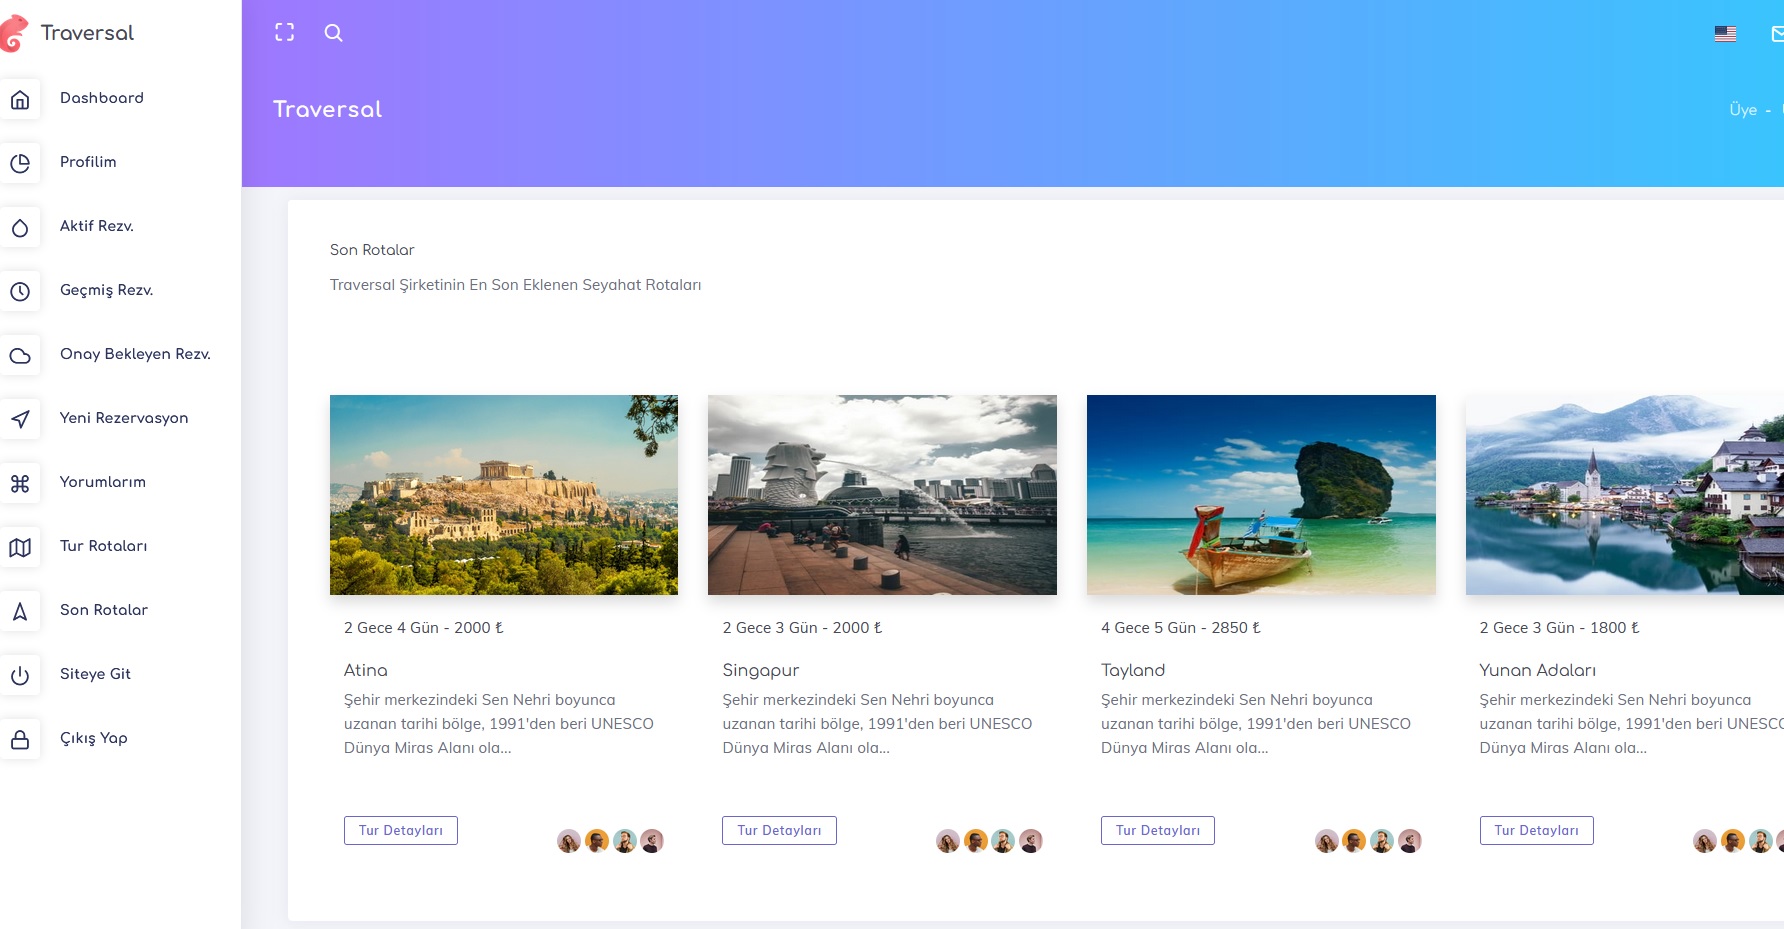 Traversal
Dashboard
Profilim
Aktif Rezv.
Geçmiş Rezv.
Onay Bekleyen Rezv.
Yeni Rezervasyon
Yorumlarım
Tur Rotaları
Son Rotalar
Siteye Git
Çıkış Yap
Traversal
Üye -
Son Rotalar
Traversal Şirketinin En Son Eklenen Seyahat Rotaları
2 Gece 4 Gün - 2000 ₺
Atina
Şehir merkezindeki Sen Nehri boyunca
uzanan tarihi bölge, 1991'den beri UNESCO
Dünya Miras Alanı ola...
Tur Detayları
2 Gece 3 Gün - 2000 ₺
Singapur
Şehir merkezindeki Sen Nehri boyunca
uzanan tarihi bölge, 1991'den beri UNESCO
Dünya Miras Alanı ola...
Tur Detayları
4 Gece 5 Gün - 2850 ₺
Tayland
Şehir merkezindeki Sen Nehri boyunca
uzanan tarihi bölge, 1991'den beri UNESCO
Dünya Miras Alanı ola...
Tur Detayları
2 Gece 3 Gün - 1800 ₺
Yunan Adaları
Şehir merkezindeki Sen Nehri boyunca
uzanan tarihi bölge, 1991'den beri UNESCO
Dünya Miras Alanı ola...
Tur Detayları